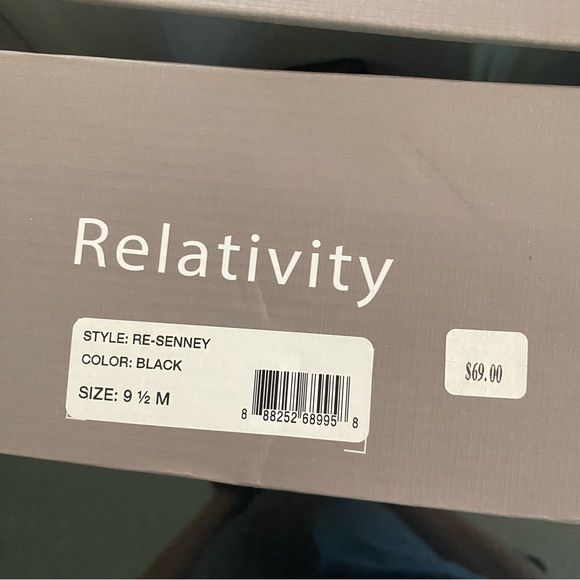 Relativity
STYLE: RE-SENNEY
COLOR: BLACK
SIZE: 9 ½ M
8 88252 68995 8
$69.00